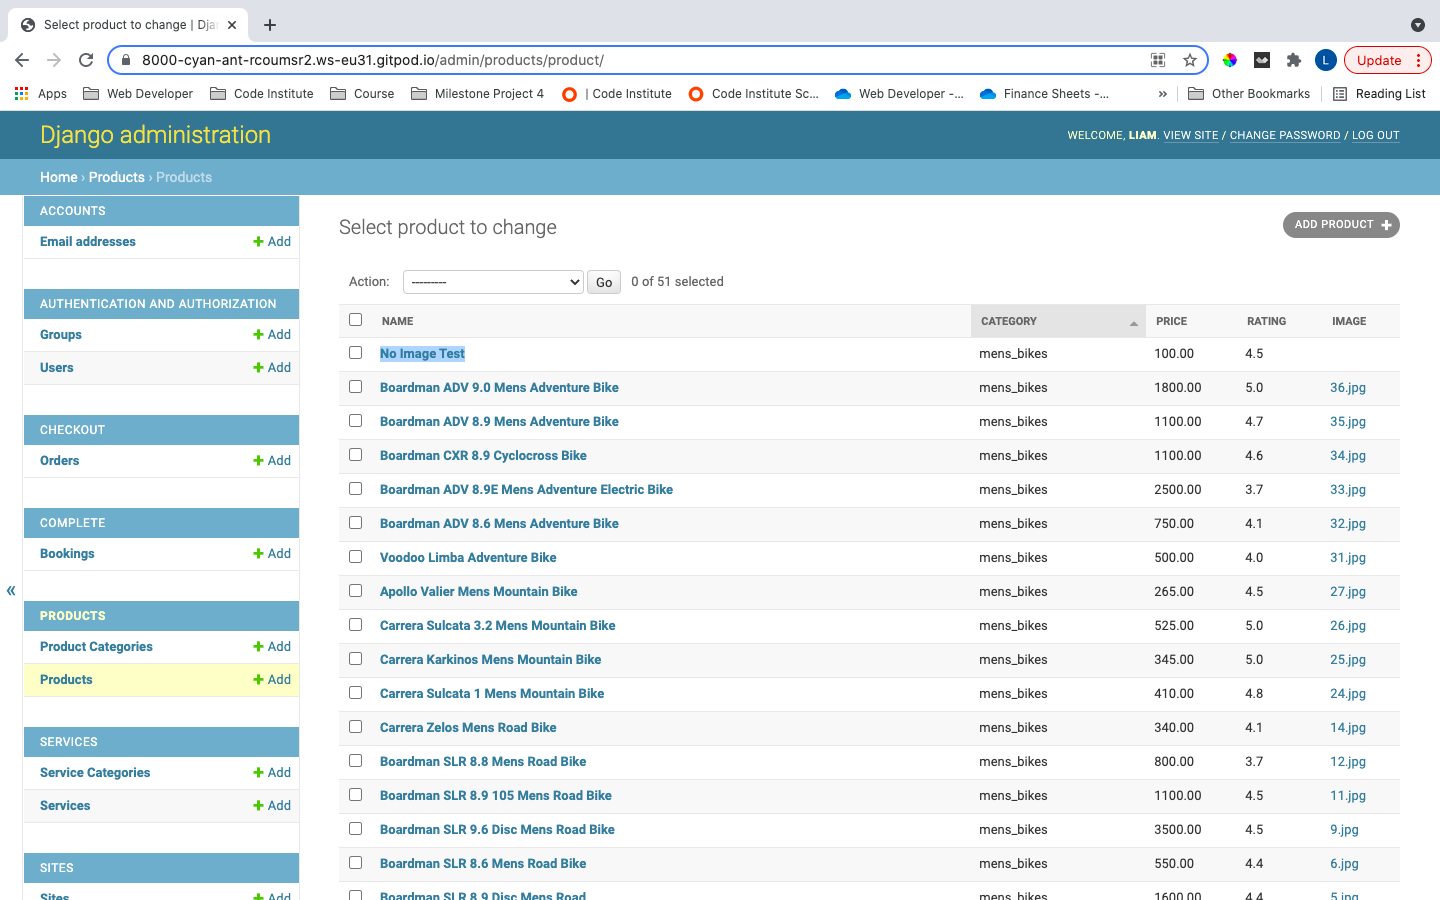 Select product to change | Dja
8000-cyan-ant-rcoumsr2.ws-eu31.gitpod.io/admin/products/product/
L
Update
Apps
Web Developer
Code Institute
Course
Milestone Project 4
| Code Institute
Code Institute Sc...
Web Developer -...
Finance Sheets -...
»
Other Bookmarks
Reading List
Django administration
WELCOME, LIAM. VIEW SITE / CHANGE PASSWORD / LOG OUT
Home › Products › Products
«
ACCOUNTS
Email addresses + Add
AUTHENTICATION AND AUTHORIZATION
Groups + Add
Users + Add
CHECKOUT
Orders + Add
COMPLETE
Bookings + Add
PRODUCTS
Product Categories + Add
Products + Add
SERVICES
Service Categories + Add
Services + Add
SITES
Sites + Add
Select product to change
ADD PRODUCT +
Action: --------- Go 0 of 51 selected
NAME CATEGORY PRICE RATING IMAGE
No Image Test mens_bikes 100.00 4.5
Boardman ADV 9.0 Mens Adventure Bike mens_bikes 1800.00 5.0 36.jpg
Boardman ADV 8.9 Mens Adventure Bike mens_bikes 1100.00 4.7 35.jpg
Boardman CXR 8.9 Cyclocross Bike mens_bikes 1100.00 4.6 34.jpg
Boardman ADV 8.9E Mens Adventure Electric Bike mens_bikes 2500.00 3.7 33.jpg
Boardman ADV 8.6 Mens Adventure Bike mens_bikes 750.00 4.1 32.jpg
Voodoo Limba Adventure Bike mens_bikes 500.00 4.0 31.jpg
Apollo Valier Mens Mountain Bike mens_bikes 265.00 4.5 27.jpg
Carrera Sulcata 3.2 Mens Mountain Bike mens_bikes 525.00 5.0 26.jpg
Carrera Karkinos Mens Mountain Bike mens_bikes 345.00 5.0 25.jpg
Carrera Sulcata 1 Mens Mountain Bike mens_bikes 410.00 4.8 24.jpg
Carrera Zelos Mens Road Bike mens_bikes 340.00 4.1 14.jpg
Boardman SLR 8.8 Mens Road Bike mens_bikes 800.00 3.7 12.jpg
Boardman SLR 8.9 105 Mens Road Bike mens_bikes 1100.00 4.5 11.jpg
Boardman SLR 9.6 Disc Mens Road Bike mens_bikes 3500.00 4.5 9.jpg
Boardman SLR 8.6 Mens Road Bike mens_bikes 550.00 4.4 6.jpg
Boardman SLR 8.9 Disc Mens Road mens_bikes 1600.00 4.4 5.jpg